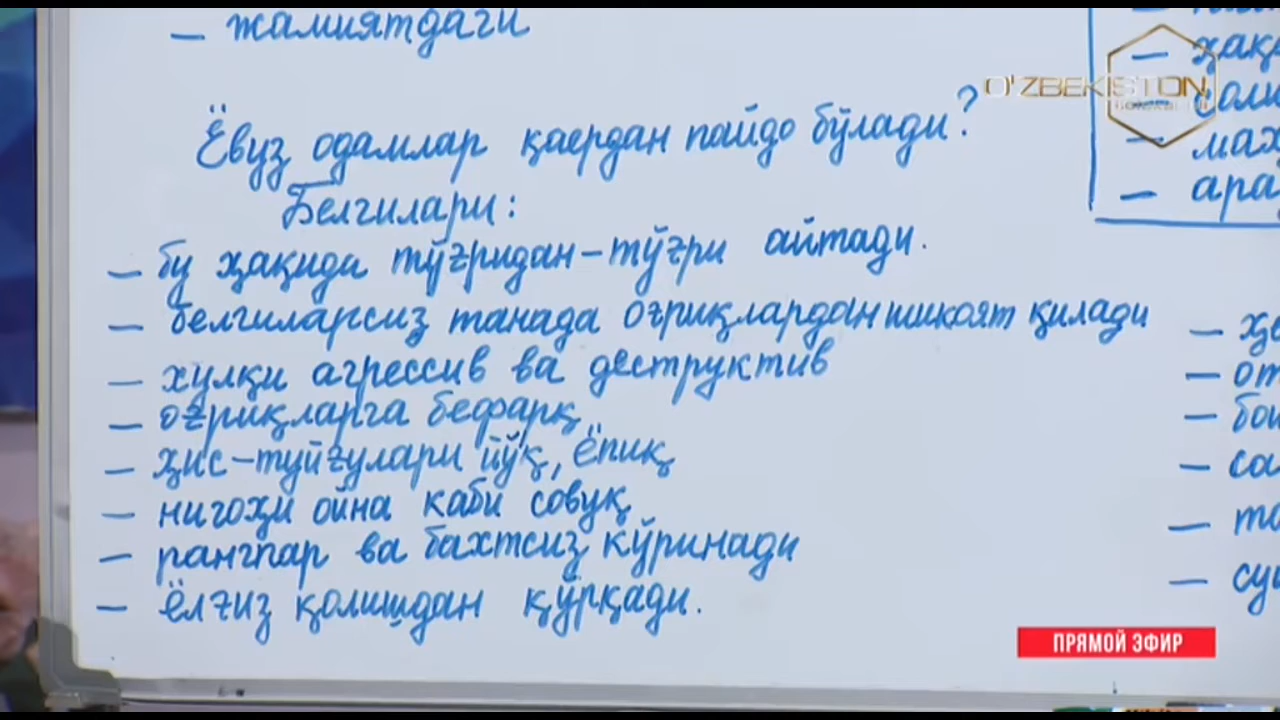 — жамиятдаги
O'ZBEKISTON
Ёвуз одамлар қаердан пайдо бўлади?
Белгилари:
— бу ҳақида тўғридан-тўғри айтади.
— белгиларсиз танада оғриқлардан шикоят қилади
— хулқи агрессив ва деструктив
— оғриқларга бефарқ
— ҳис-туйғулари йўқ, ёпиқ
— нигоҳи ойна каби совуқ
— рангпар ва бахтсиз кўринади
— ёлғиз қолишдан қўрқади.
ПРЯМОЙ ЭФИР